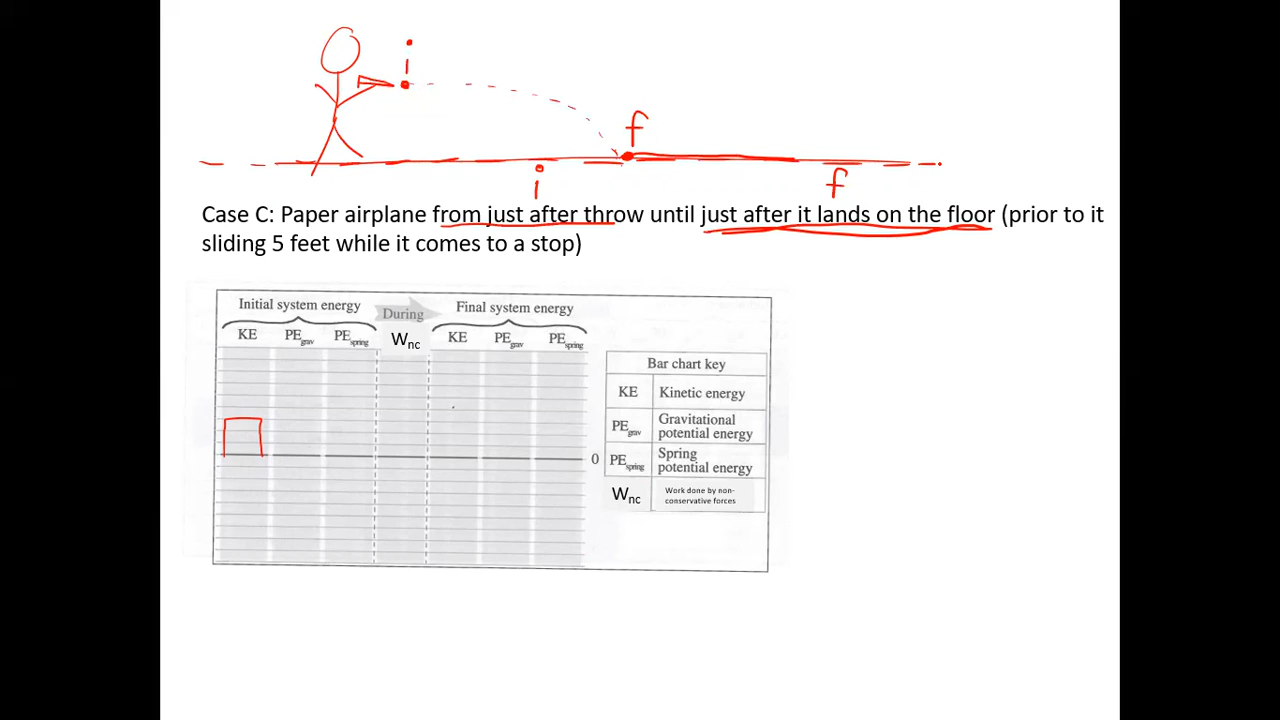 i
f
i
f
Case C: Paper airplane from just after throw until just after it lands on the floor (prior to it
sliding 5 feet while it comes to a stop)
Initial system energy During Final system energy
KE PEgrav PEspring Wnc KE PEgrav PEspring
Bar chart key
KE Kinetic energy
PEgrav Gravitational
potential energy
0 PEspring Spring
potential energy
Wnc Work done by non-
conservative forces